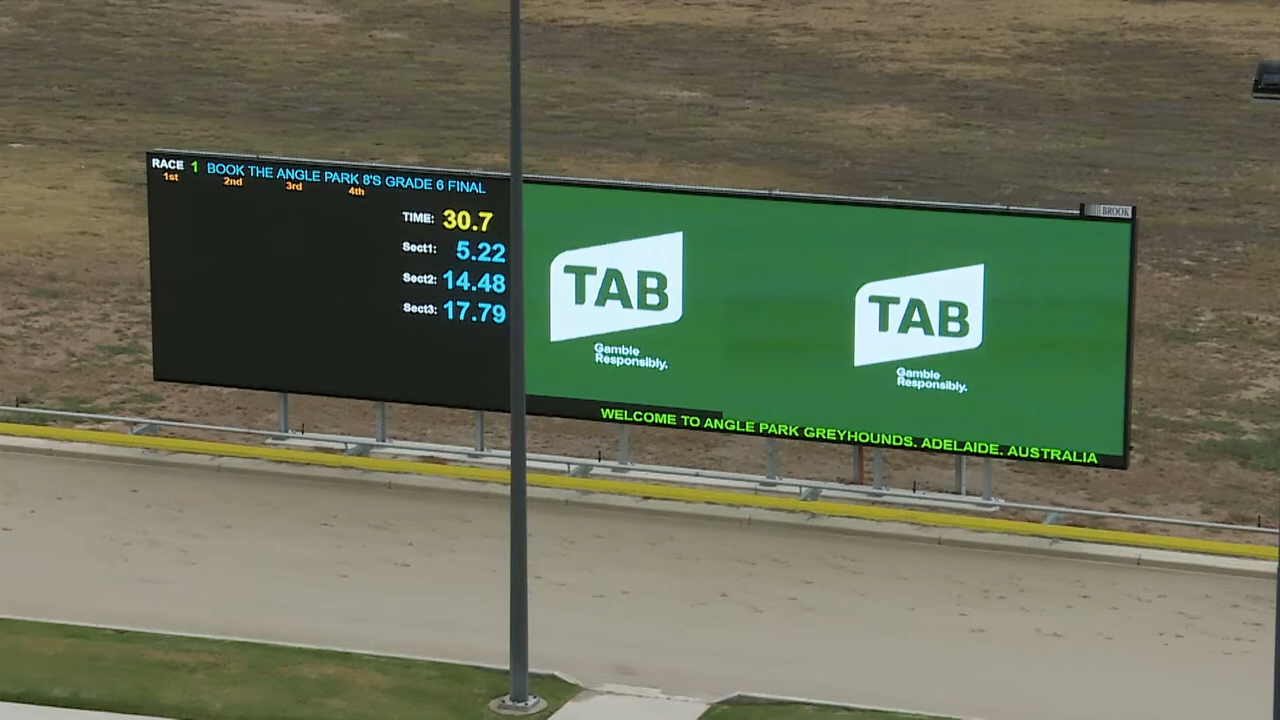 RACE 1 BOOK THE ANGLE PARK 8'S GRADE 6 FINAL
1st 2nd 3rd 4th
TIME: 30.7
Sect1: 5.22
Sect2: 14.48
Sect3: 17.79
TAB
Gamble
Responsibly.
TAB
Gamble
Responsibly.
BROOK
WELCOME TO ANGLE PARK GREYHOUNDS. ADELAIDE. AUSTRALIA